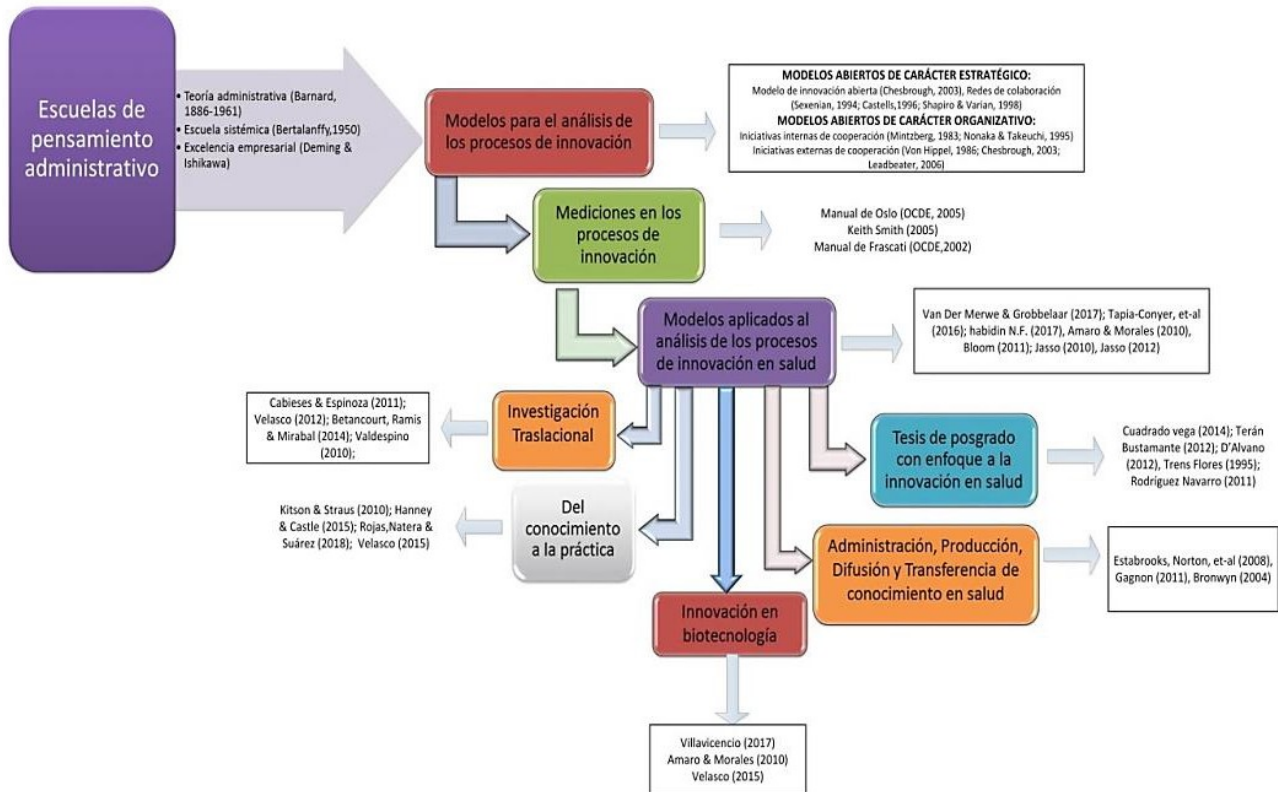 Escuelas de
pensamiento
administrativo
• Teoría administrativa (Barnard,
1886-1961)
• Escuela sistémica (Bertalanffy,1950)
• Excelencia empresarial (Deming &
Ishikawa)
Modelos para el análisis de
los procesos de innovación
MODELOS ABIERTOS DE CARÁCTER ESTRATÉGICO:
Modelo de innovación abierta (Chesbrough, 2003), Redes de colaboración
(Sexenian, 1994; Castells,1996; Shapiro & Varian, 1998)
MODELOS ABIERTOS DE CARÁCTER ORGANIZATIVO:
Iniciativas internas de cooperación (Mintzberg, 1983; Nonaka & Takeuchi, 1995)
Iniciativas externas de cooperación (Von Hippel, 1986; Chesbrough, 2003;
Leadbeater, 2006)
Mediciones en los
procesos de
innovación
Manual de Oslo (OCDE, 2005)
Keith Smith (2005)
Manual de Frascati (OCDE,2002)
Modelos aplicados al
análisis de los procesos
de innovación en salud
Van Der Merwe & Grobbelaar (2017); Tapia-Conyer, et-al
(2016); habidin N.F. (2017), Amaro & Morales (2010),
Bloom (2011); Jasso (2010), Jasso (2012)
Cabieses & Espinoza (2011);
Velasco (2012); Betancourt, Ramis
& Mirabal (2014); Valdespino
(2010);
Investigación
Traslacional
Tesis de posgrado
con enfoque a la
innovación en salud
Cuadrado vega (2014); Terán
Bustamante (2012); D'Alvano
(2012), Trens Flores (1995);
Rodríguez Navarro (2011)
Kitson & Straus (2010); Hanney
& Castle (2015); Rojas,Natera &
Suárez (2018); Velasco (2015)
Del
conocimiento
a la práctica
Administración, Producción,
Difusión y Transferencia de
conocimiento en salud
Estabrooks, Norton, et-al (2008),
Gagnon (2011), Bronwyn (2004)
Innovación en
biotecnología
Villavicencio (2017)
Amaro & Morales (2010)
Velasco (2015)